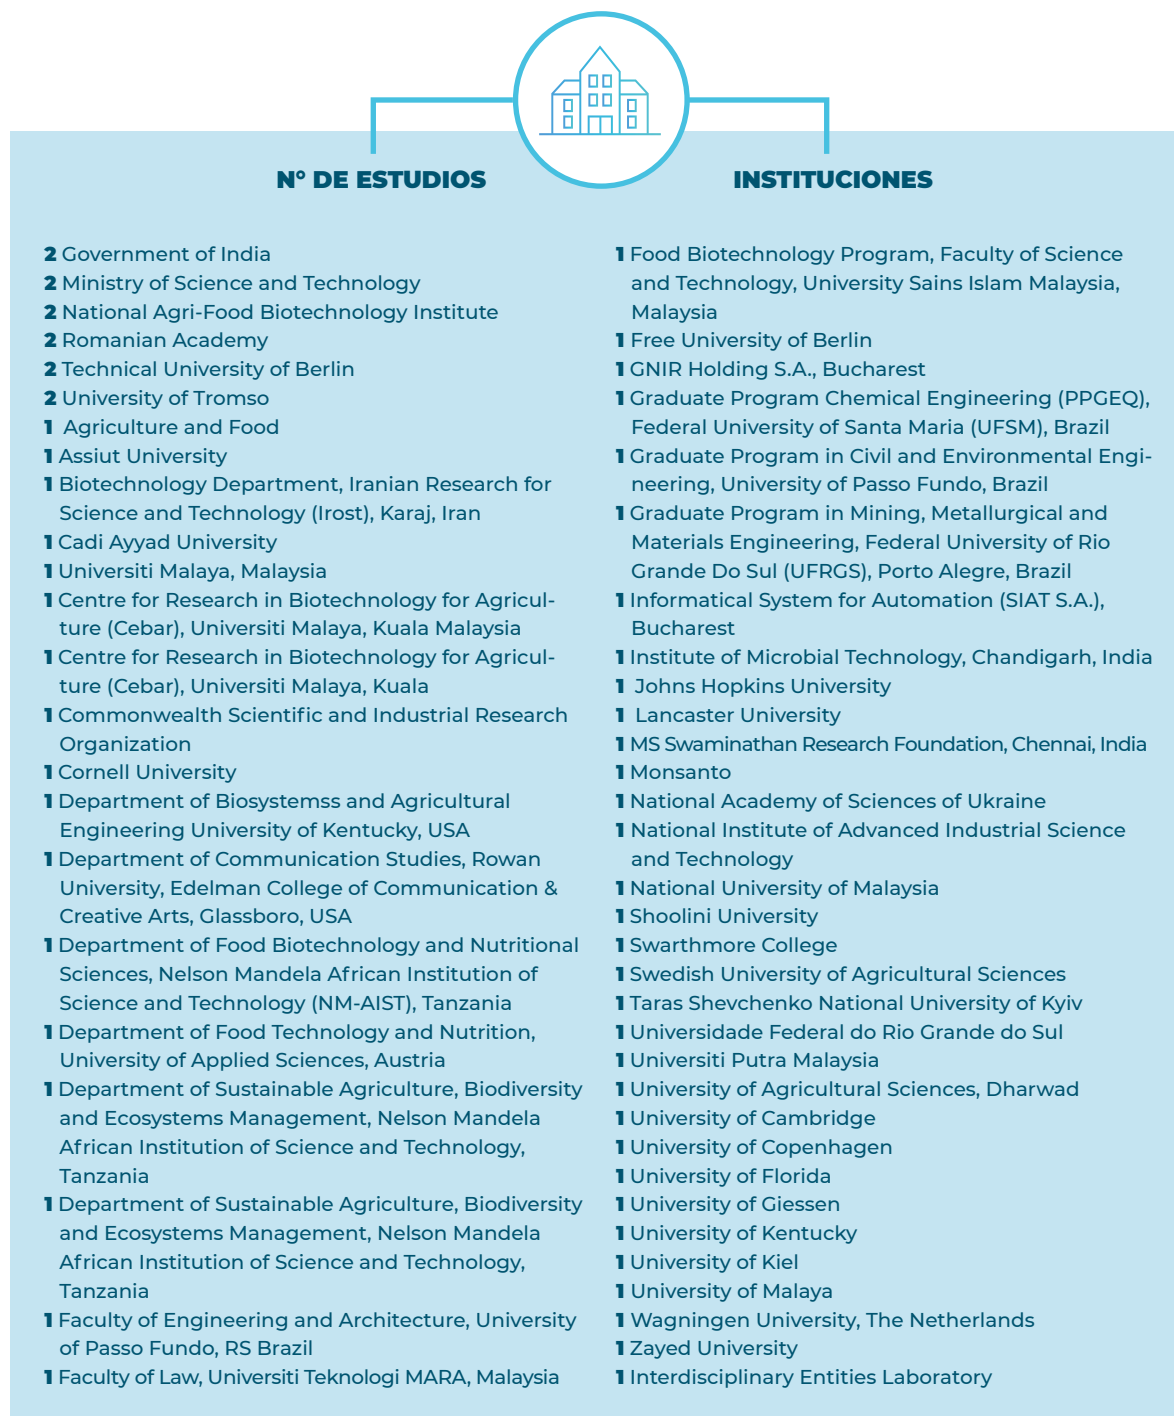 N° DE ESTUDIOS
INSTITUCIONES
2 Government of India
2 Ministry of Science and Technology
2 National Agri-Food Biotechnology Institute
2 Romanian Academy
2 Technical University of Berlin
2 University of Tromso
1 Agriculture and Food
1 Assiut University
1 Biotechnology Department, Iranian Research for
Science and Technology (Irost), Karaj, Iran
1 Cadi Ayyad University
1 Universiti Malaya, Malaysia
1 Centre for Research in Biotechnology for Agricul-
ture (Cebar), Universiti Malaya, Kuala Malaysia
1 Centre for Research in Biotechnology for Agricul-
ture (Cebar), Universiti Malaya, Kuala
1 Commonwealth Scientific and Industrial Research
Organization
1 Cornell University
1 Department of Biosystemss and Agricultural
Engineering University of Kentucky, USA
1 Department of Communication Studies, Rowan
University, Edelman College of Communication &
Creative Arts, Glassboro, USA
1 Department of Food Biotechnology and Nutritional
Sciences, Nelson Mandela African Institution of
Science and Technology (NM-AIST), Tanzania
1 Department of Food Technology and Nutrition,
University of Applied Sciences, Austria
1 Department of Sustainable Agriculture, Biodiversity
and Ecosystems Management, Nelson Mandela
African Institution of Science and Technology,
Tanzania
1 Department of Sustainable Agriculture, Biodiversity
and Ecosystems Management, Nelson Mandela
African Institution of Science and Technology,
Tanzania
1 Faculty of Engineering and Architecture, University
of Passo Fundo, RS Brazil
1 Faculty of Law, Universiti Teknologi MARA, Malaysia
1 Food Biotechnology Program, Faculty of Science
and Technology, University Sains Islam Malaysia,
Malaysia
1 Free University of Berlin
1 GNIR Holding S.A., Bucharest
1 Graduate Program Chemical Engineering (PPGEQ),
Federal University of Santa Maria (UFSM), Brazil
1 Graduate Program in Civil and Environmental Engi-
neering, University of Passo Fundo, Brazil
1 Graduate Program in Mining, Metallurgical and
Materials Engineering, Federal University of Rio
Grande Do Sul (UFRGS), Porto Alegre, Brazil
1 Informatical System for Automation (SIAT S.A.),
Bucharest
1 Institute of Microbial Technology, Chandigarh, India
1 Johns Hopkins University
1 Lancaster University
1 MS Swaminathan Research Foundation, Chennai, India
1 Monsanto
1 National Academy of Sciences of Ukraine
1 National Institute of Advanced Industrial Science
and Technology
1 National University of Malaysia
1 Shoolini University
1 Swarthmore College
1 Swedish University of Agricultural Sciences
1 Taras Shevchenko National University of Kyiv
1 Universidade Federal do Rio Grande do Sul
1 Universiti Putra Malaysia
1 University of Agricultural Sciences, Dharwad
1 University of Cambridge
1 University of Copenhagen
1 University of Florida
1 University of Giessen
1 University of Kentucky
1 University of Kiel
1 University of Malaya
1 Wagningen University, The Netherlands
1 Zayed University
1 Interdisciplinary Entities Laboratory